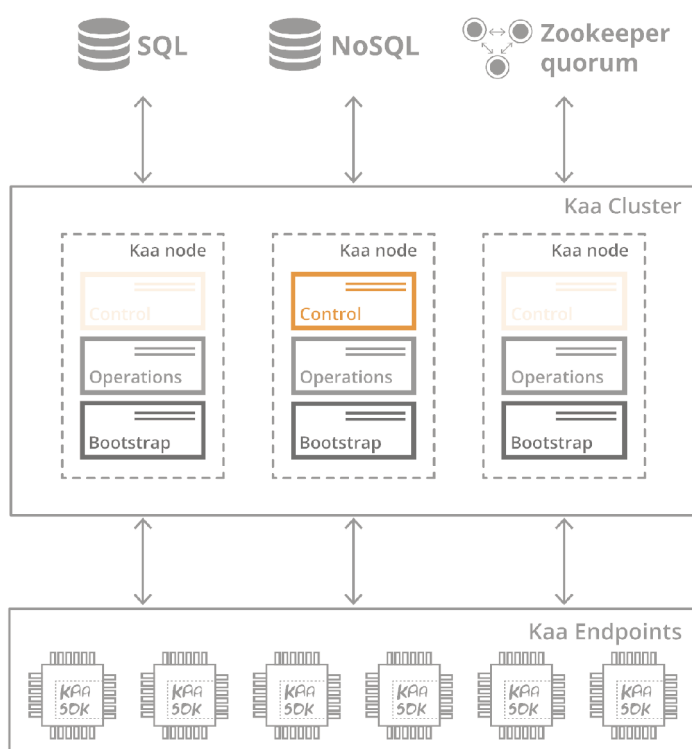 SQL
NoSQL
Zookeeper
quorum
Kaa Cluster
Kaa node
Control
Operations
Bootstrap
Kaa node
Control
Operations
Bootstrap
Kaa node
Control
Operations
Bootstrap
Kaa Endpoints
KAA
SDK
KAA
SDK
KAA
SDK
KAA
SDK
KAA
SDK
KAA
SDK